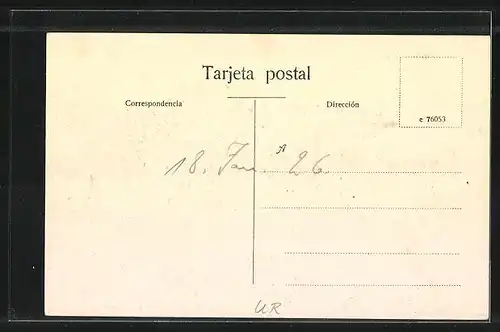 Tarjeta postal
Correspondencia
Dirección
e 76053
18. Jan. 26.
UR